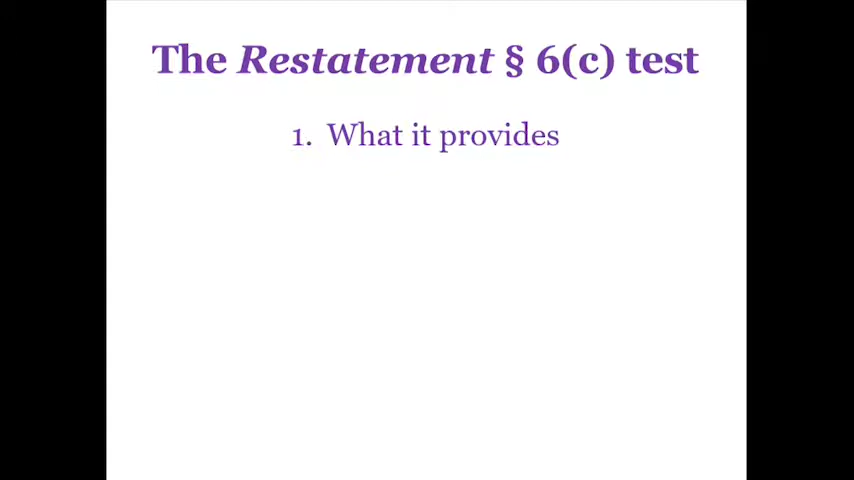 The Restatement § 6(c) test
1. What it provides